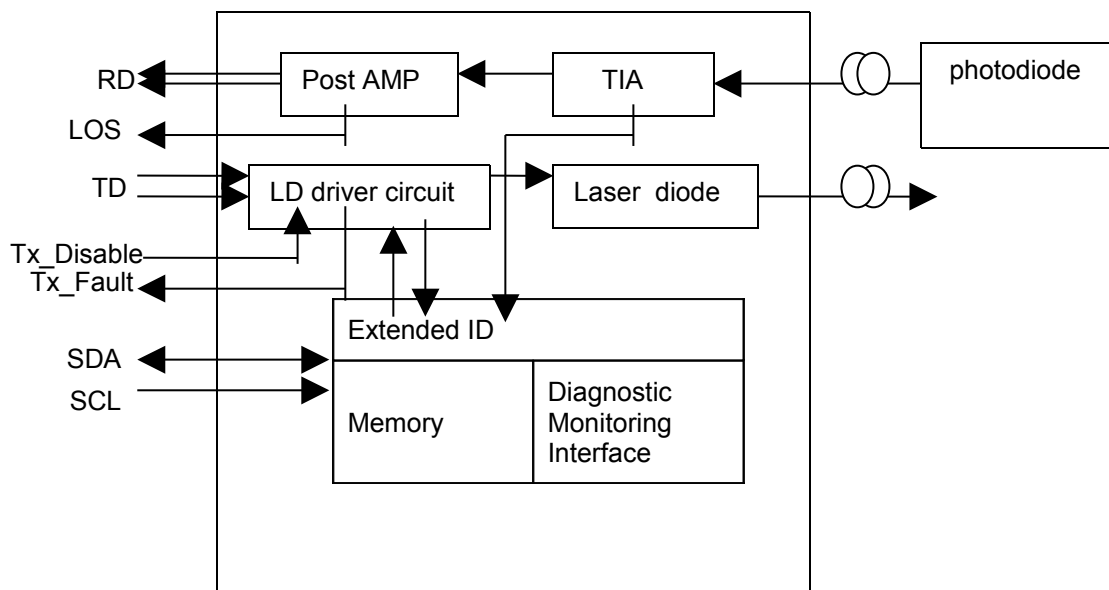 RD
Post AMP
TIA
photodiode
LOS
TD
LD driver circuit
Laser diode
Tx_Disable
Tx_Fault
Extended ID
SDA
SCL
Memory
Diagnostic
Monitoring
Interface